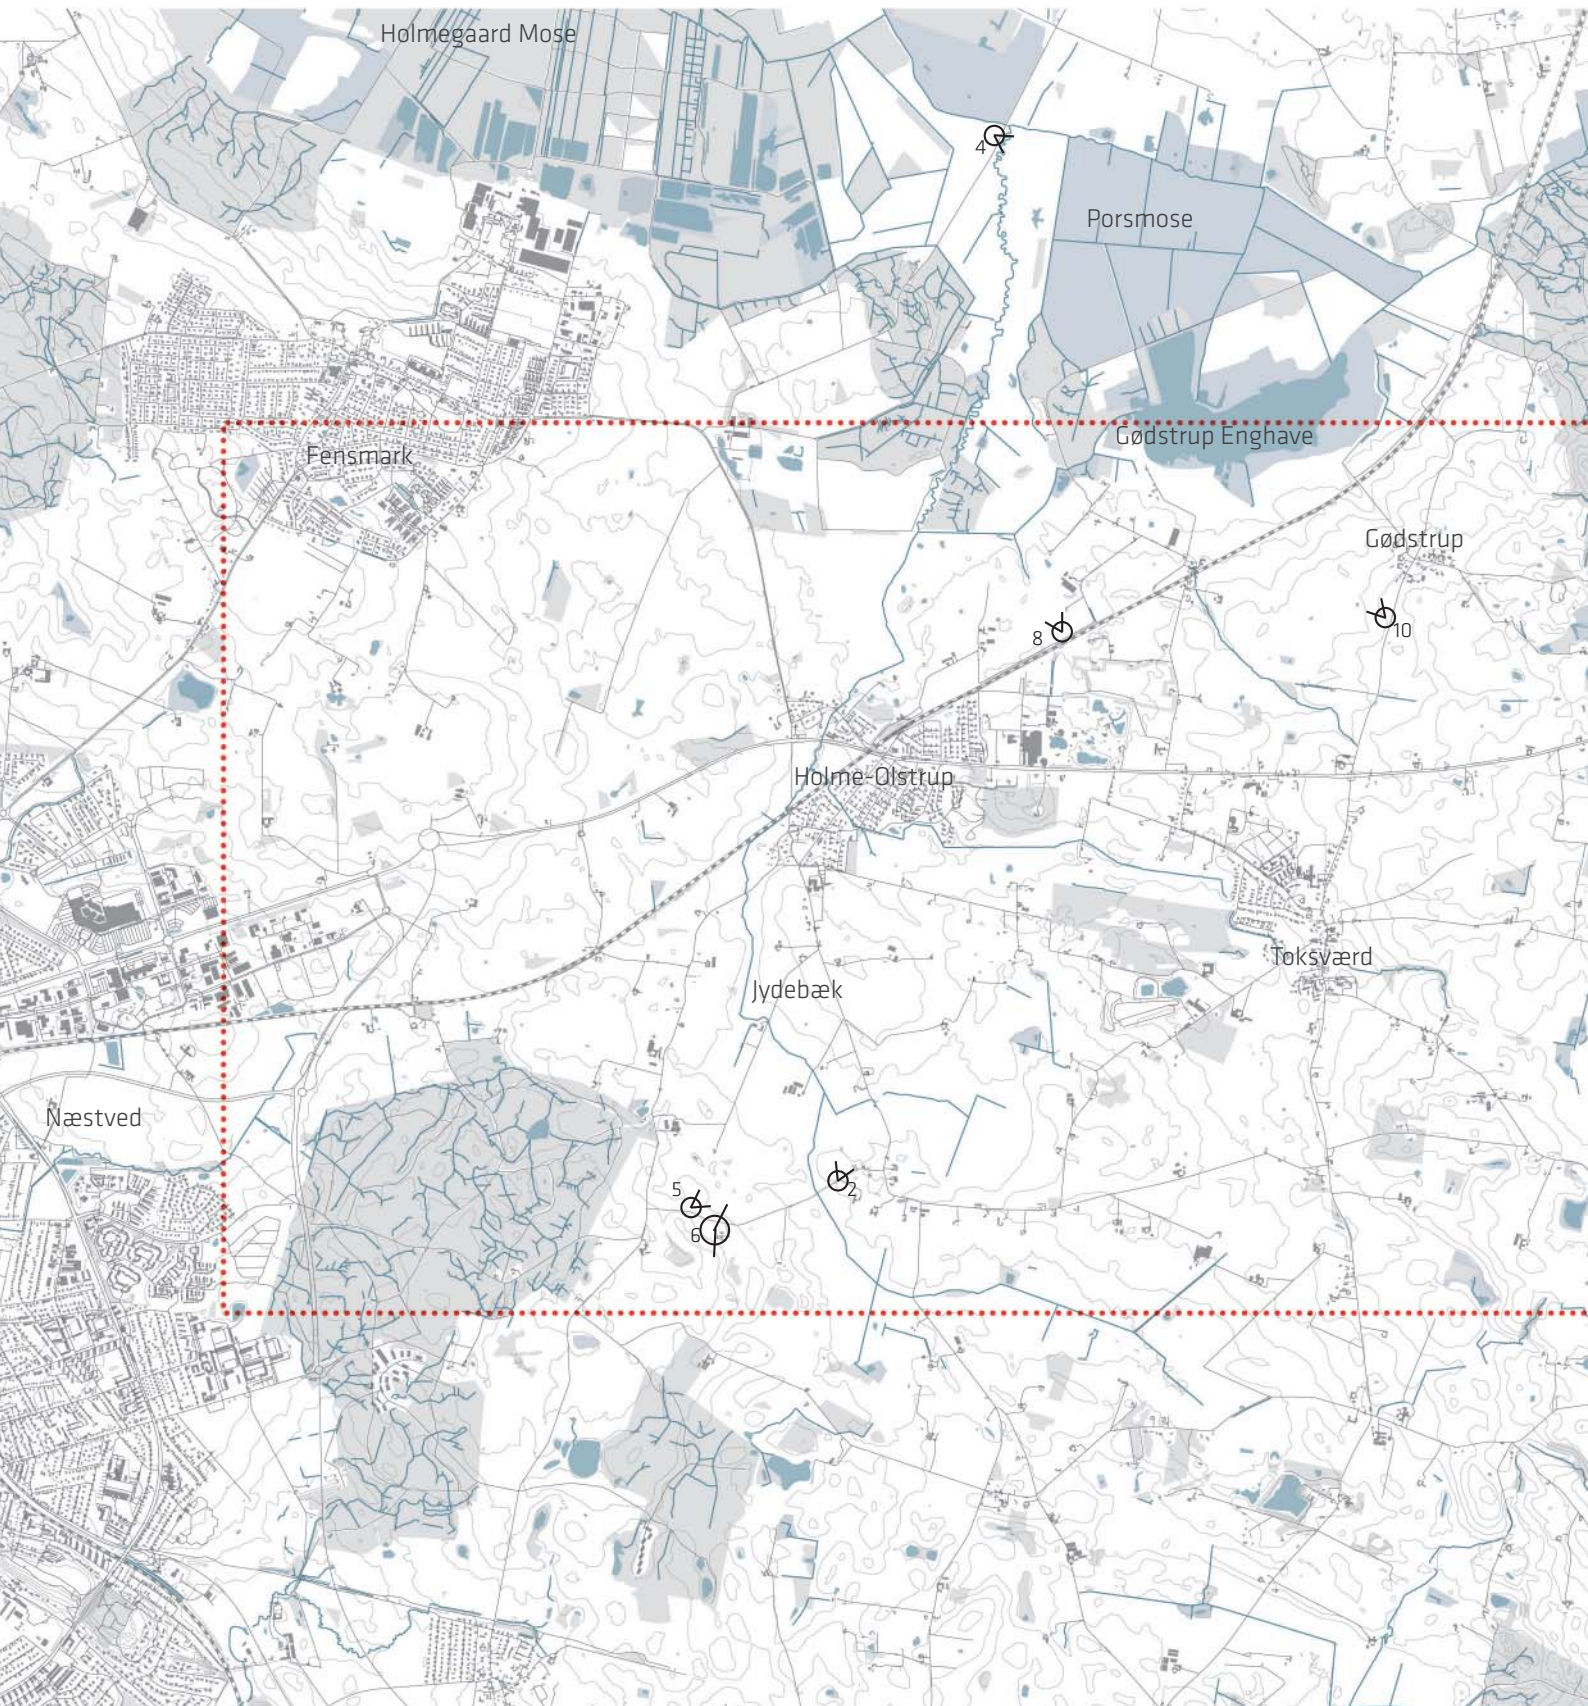 Holmegaard Mose
4
Porsmose
Gødstrup Enghave
Fensmark
Gødstrup
8
10
Holme-Olstrup
Toksværd
Jydebæk
Næstved
5
2
6